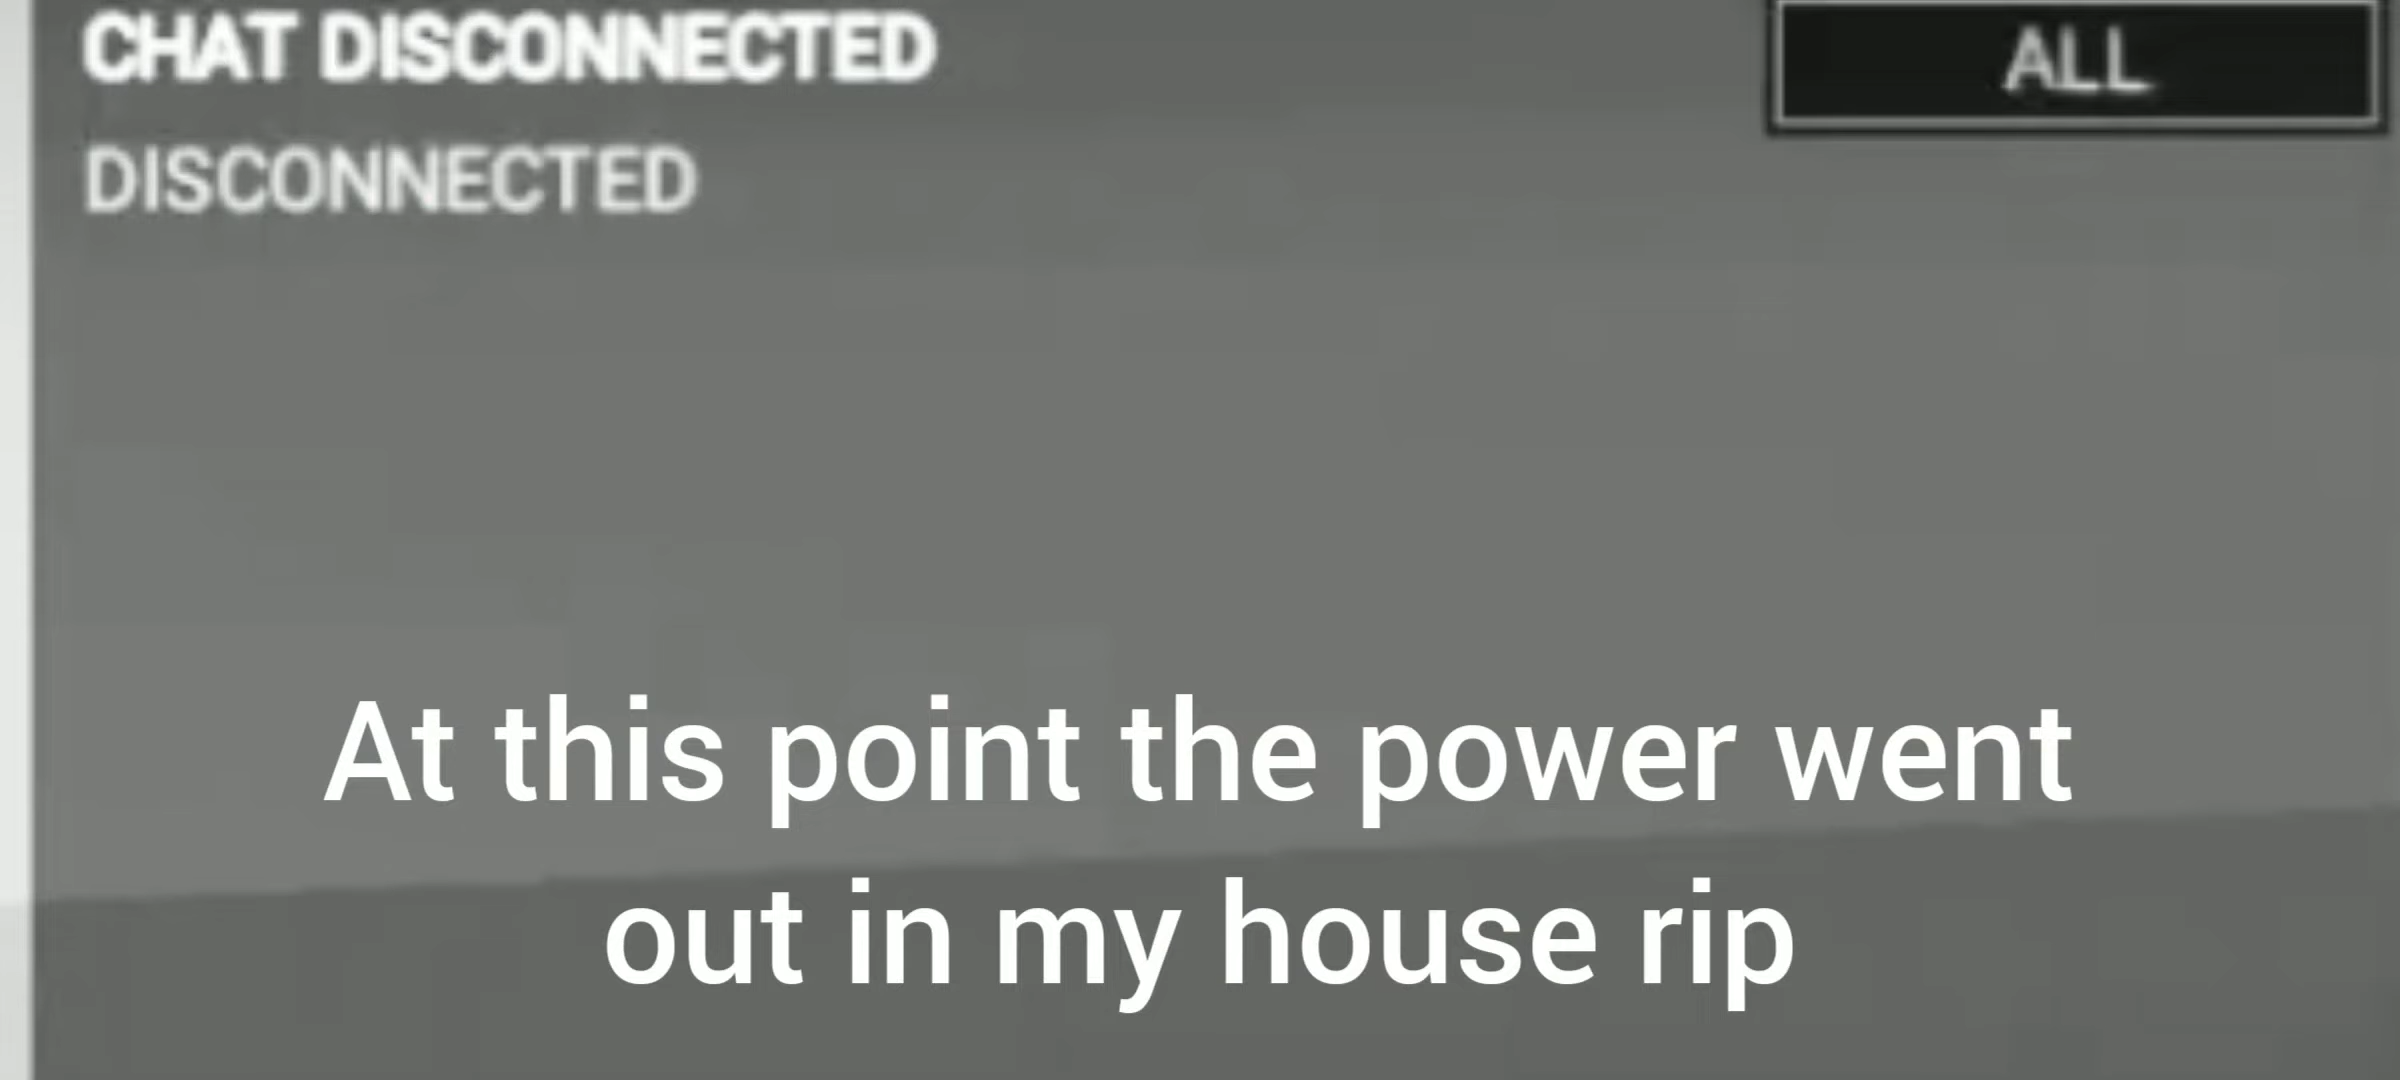 CHAT DISCONNECTED
ALL
DISCONNECTED
At this point the power went
out in my house rip